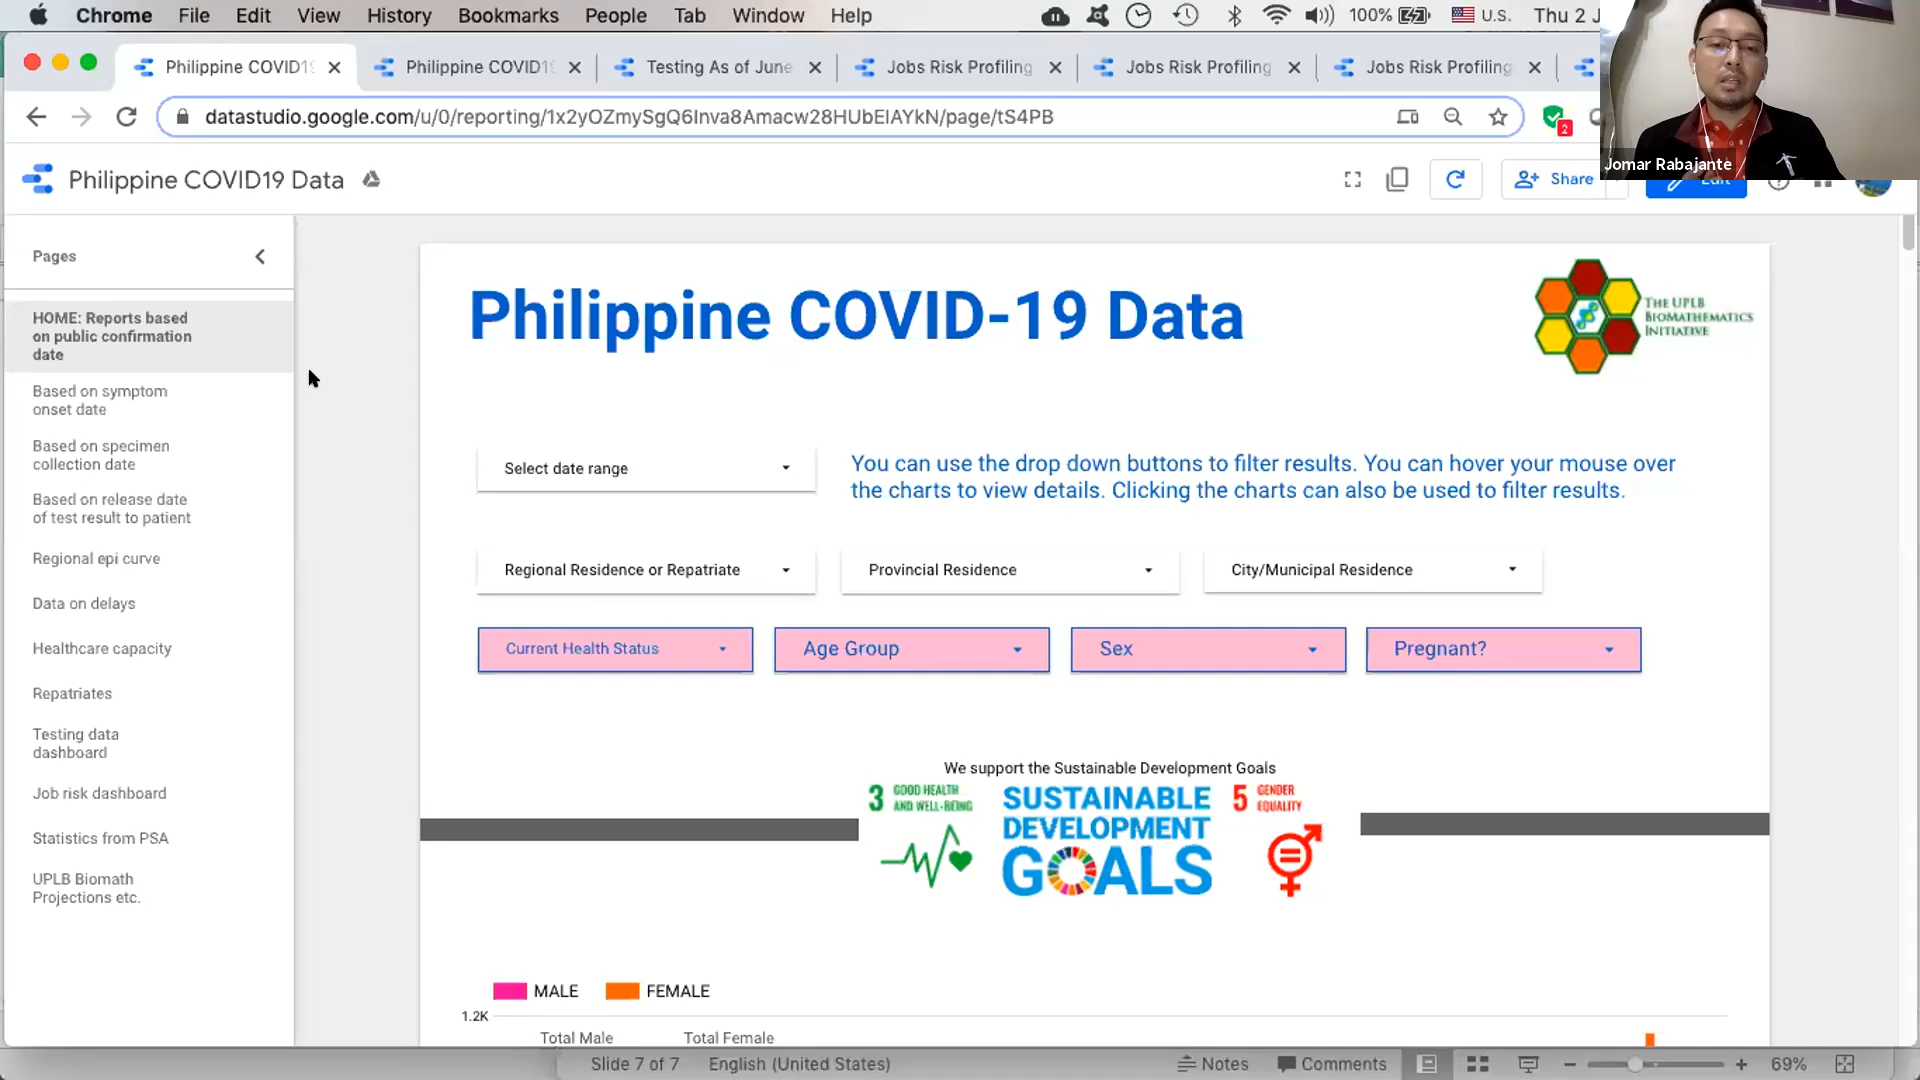 Chrome File Edit View History Bookmarks People Tab Window Help
100% U.S. Thu 2 J
Philippine COVID19
Philippine COVID19
Testing As of June
Jobs Risk Profiling
Jobs Risk Profiling
Jobs Risk Profiling
datastudio.google.com/u/0/reporting/1x2yOZmySgQ6Inva8Amacw28HUbEIAYkN/page/tS4PB
2
Jomar Rabajante
Philippine COVID19 Data
Share
Edit
Pages
HOME: Reports based
on public confirmation
date
Based on symptom
onset date
Based on specimen
collection date
Based on release date
of test result to patient
Regional epi curve
Data on delays
Healthcare capacity
Repatriates
Testing data
dashboard
Job risk dashboard
Statistics from PSA
UPLB Biomath
Projections etc.
Philippine COVID-19 Data
THE UPLB
BIOMATHEMATICS
INITIATIVE
Select date range
You can use the drop down buttons to filter results. You can hover your mouse over
the charts to view details. Clicking the charts can also be used to filter results.
Regional Residence or Repatriate
Provincial Residence
City/Municipal Residence
Current Health Status
Age Group
Sex
Pregnant?
We support the Sustainable Development Goals
3 GOOD HEALTH
AND WELL-BEING
SUSTAINABLE
DEVELOPMENT
GOALS
5 GENDER
EQUALITY
MALE FEMALE
1.2K
Total Male Total Female
Slide 7 of 7 English (United States) Notes Comments 69%